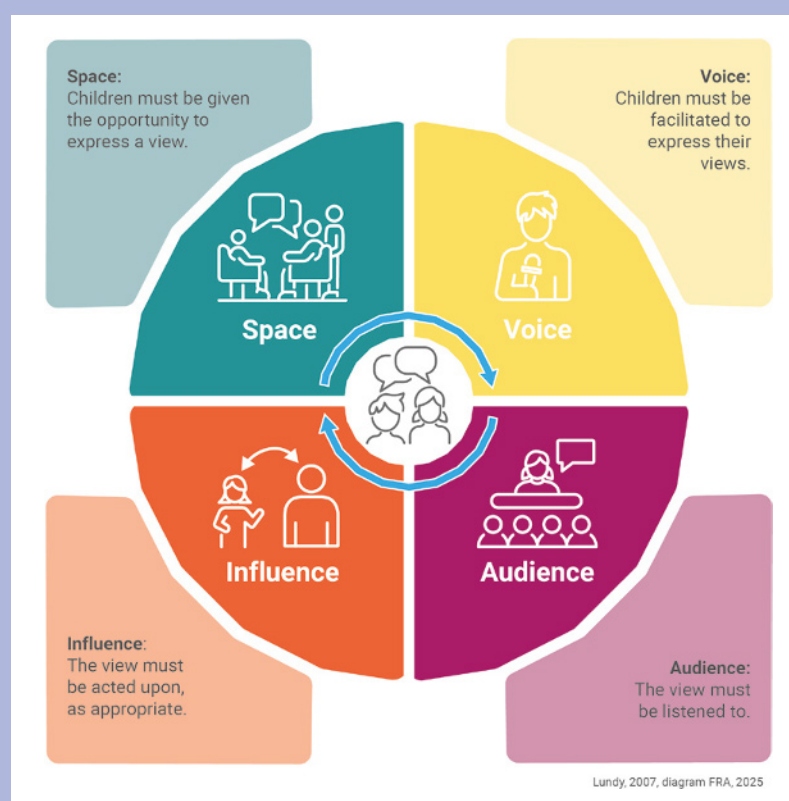 Space:
Children must be given
the opportunity to
express a view.
Voice:
Children must be
facilitated to
express their
views.
Space
Voice
Influence
Audience
Influence:
The view must
be acted upon,
as appropriate.
Audience:
The view must
be listened to.
Lundy, 2007, diagram FRA, 2025